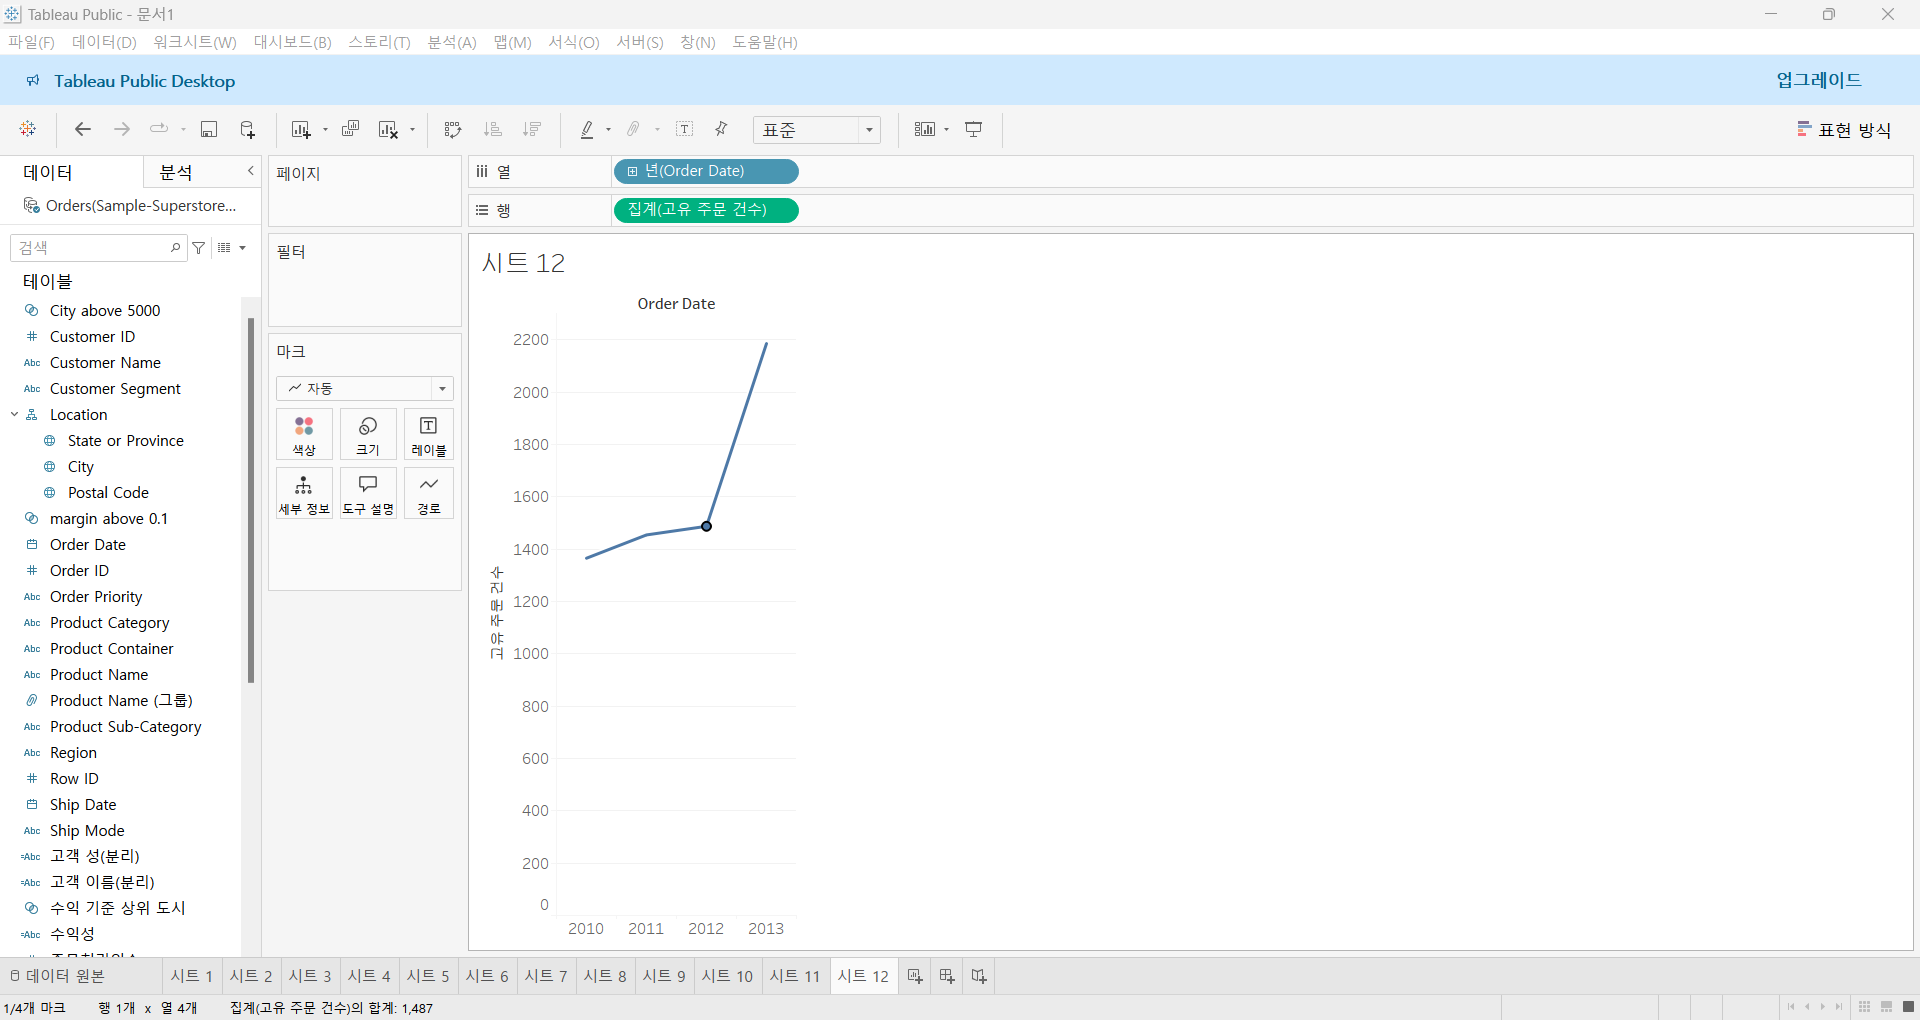 Tableau Public - 문서1
파일(F) 데이터(D) 워크시트(W) 대시보드(B) 스토리(T) 분석(A) 맵(M) 서식(O) 서버(S) 창(N) 도움말(H)
Tableau Public Desktop
업그레이드
표준
표현 방식
데이터
분석
Orders(Sample-Superstore...
검색
테이블
City above 5000
# Customer ID
Abc Customer Name
Abc Customer Segment
Location
State or Province
City
Postal Code
margin above 0.1
Order Date
# Order ID
Abc Order Priority
Abc Product Category
Abc Product Container
Abc Product Name
Product Name (그룹)
Abc Product Sub-Category
Abc Region
# Row ID
Ship Date
Abc Ship Mode
=Abc 고객 성(분리)
=Abc 고객 이름(분리)
수익 기준 상위 도시
=Abc 수익성
페이지
필터
마크
자동
색상
크기
레이블
세부 정보
도구 설명
경로
열
년(Order Date)
행
집계(고유 주문 건수)
시트 12
Order Date
고유 주문 건수
2200
2000
1800
1600
1400
1200
1000
800
600
400
200
0
2010 2011 2012 2013
데이터 원본 시트 1 시트 2 시트 3 시트 4 시트 5 시트 6 시트 7 시트 8 시트 9 시트 10 시트 11 시트 12
1/4개 마크 행 1개 x 열 4개 집계(고유 주문 건수)의 합계: 1,487